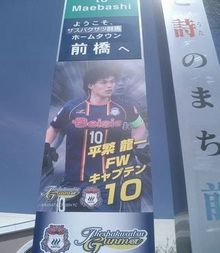 to
Maebashi
ようこそ、
ザスパクサツ群馬
ホームタウン
前橋へ
Beisia
10
平繁 龍一
FW
キャプテン
10
Thespakusatsu
Gunma
詩のまち
前